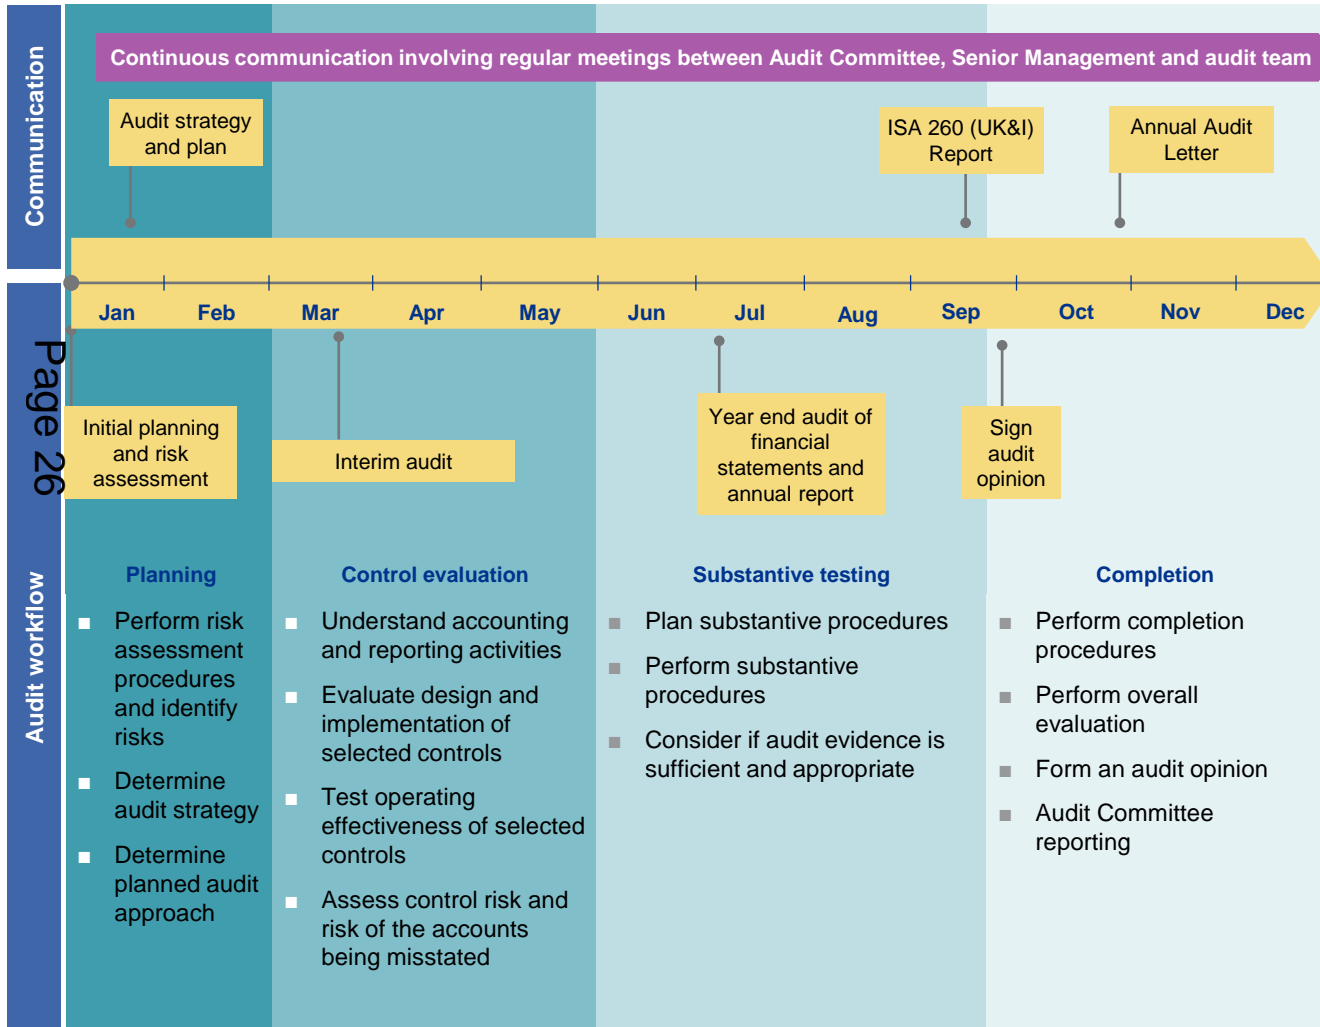 Communication
Continuous communication involving regular meetings between Audit Committee, Senior Management and audit team
Audit strategy
and plan
ISA 260 (UK&I)
Report
Annual Audit
Letter
Jan Feb Mar Apr May Jun Jul Aug Sep Oct Nov Dec
Page 26
Audit workflow
Initial planning
and risk
assessment
Interim audit
Year end audit of
financial
statements and
annual report
Sign
audit
opinion
Planning
Perform risk
assessment
procedures
and identify
risks
Determine
audit strategy
Determine
planned audit
approach
Control evaluation
Understand accounting
and reporting activities
Evaluate design and
implementation of
selected controls
Test operating
effectiveness of selected
controls
Assess control risk and
risk of the accounts
being misstated
Substantive testing
Plan substantive procedures
Perform substantive
procedures
Consider if audit evidence is
sufficient and appropriate
Completion
Perform completion
procedures
Perform overall
evaluation
Form an audit opinion
Audit Committee
reporting